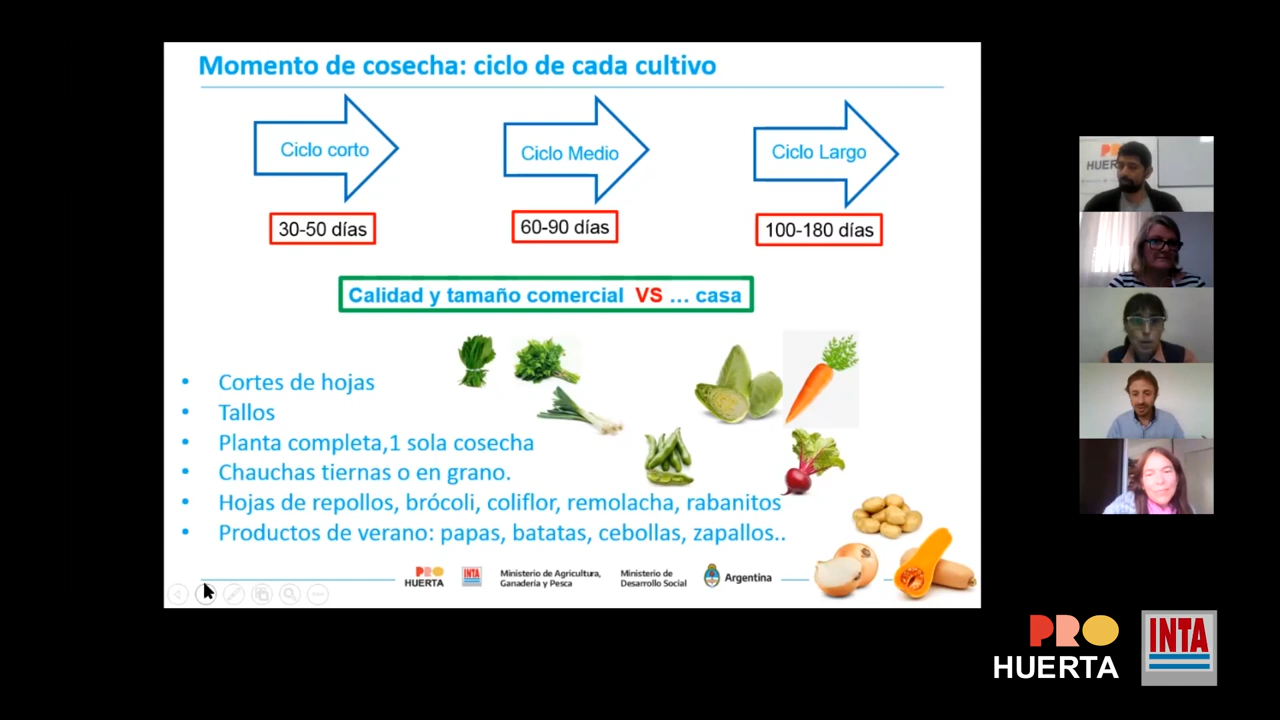 Momento de cosecha: ciclo de cada cultivo
Ciclo corto
Ciclo Medio
Ciclo Largo
30-50 días
60-90 días
100-180 días
Calidad y tamaño comercial VS ... casa
• Cortes de hojas
• Tallos
• Planta completa,1 sola cosecha
• Chauchas tiernas o en grano.
• Hojas de repollos, brócoli, coliflor, remolacha, rabanitos
• Productos de verano: papas, batatas, cebollas, zapallos..
PRO
HUERTA
INTA
Ministerio de Agricultura,
Ganadería y Pesca
Ministerio de
Desarrollo Social
Argentina
PRO
HUERTA
INTA